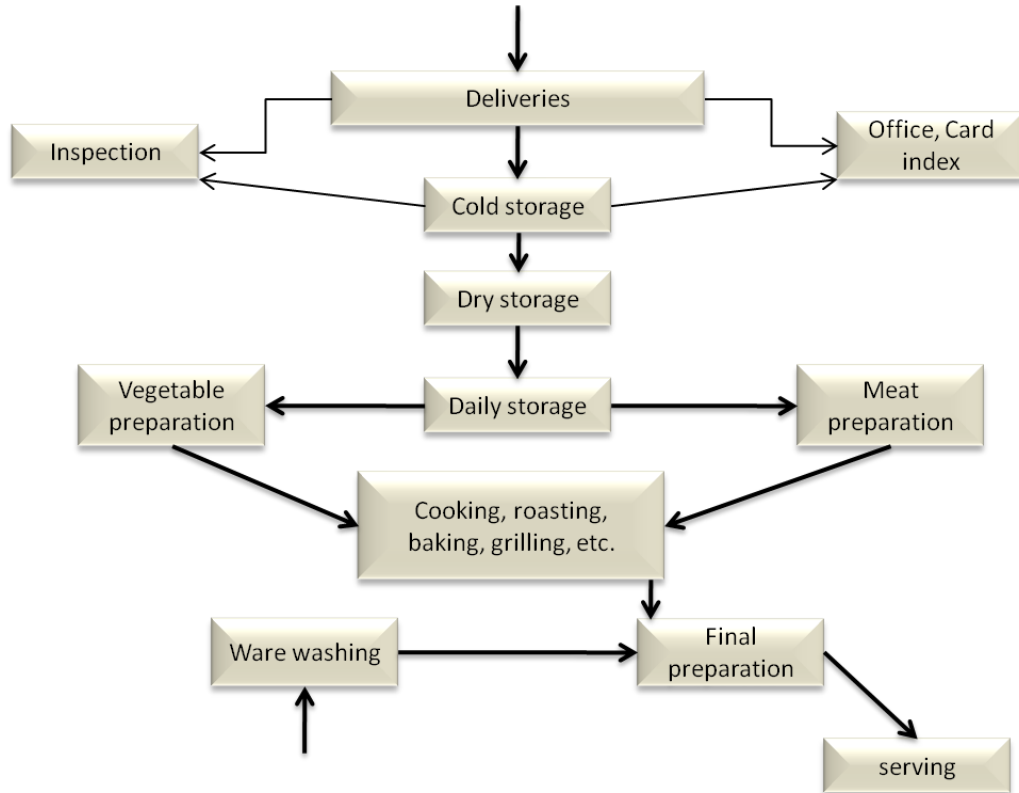 Deliveries
Inspection
Office, Card
index
Cold storage
Dry storage
Vegetable
preparation
Daily storage
Meat
preparation
Cooking, roasting,
baking, grilling, etc.
Ware washing
Final
preparation
serving